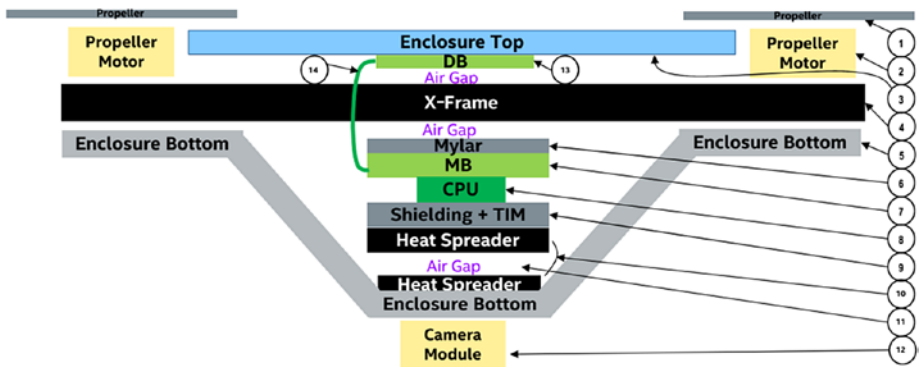 Propeller
Propeller
1
Propeller
Motor
Enclosure Top
Propeller
Motor
2
14
DB
13
Air Gap
3
X-Frame
4
Air Gap
Enclosure Bottom
Mylar
Enclosure Bottom
5
MB
6
CPU
7
Shielding + TIM
8
Heat Spreader
9
Air Gap
10
Heat Spreader
Enclosure Bottom
11
Camera
Module
12